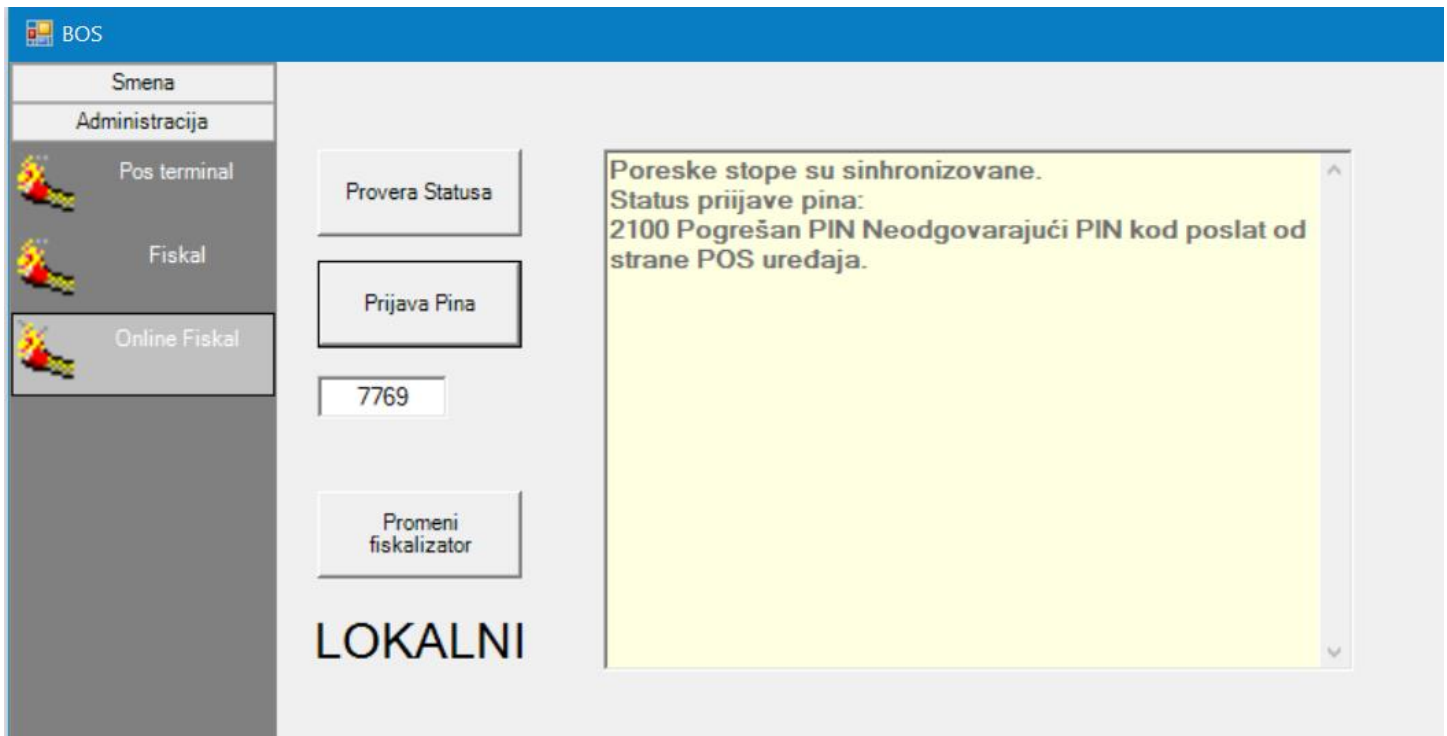 BOS
Smena
Administracija
Pos terminal
Fiskal
Online Fiskal
Provera Statusa
Prijava Pina
7769
Promeni
fiskalizator
LOKALNI
Poreske stope su sinhronizovane.
Status priijave pina:
2100 Pogrešan PIN Neodgovarajući PIN kod poslat od
strane POS uređaja.